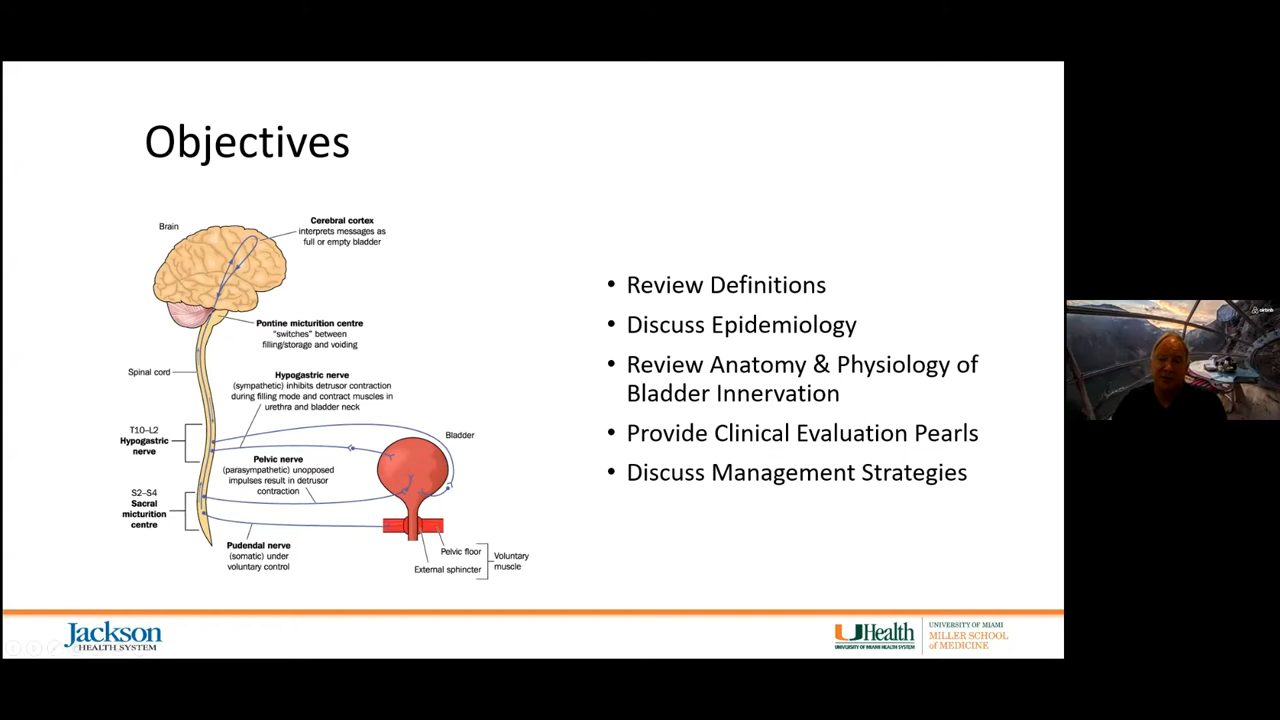 Objectives
Brain
Cerebral cortex
interprets messages as
full or empty bladder
Pontine micturition centre
"switches" between
filling/storage and voiding
Spinal cord
Hypogastric nerve
(sympathetic) inhibits detrusor contraction
during filling mode and contract muscles in
urethra and bladder neck
T10–L2
Hypogastric
nerve
Bladder
Pelvic nerve
(parasympathetic) unopposed
impulses result in detrusor
contraction
S2–S4
Sacral
micturition
centre
Pudendal nerve
(somatic) under
voluntary control
Pelvic floor
External sphincter
Voluntary
muscle
• Review Definitions
• Discuss Epidemiology
• Review Anatomy & Physiology of
Bladder Innervation
• Provide Clinical Evaluation Pearls
• Discuss Management Strategies
airbnb
Jackson
HEALTH SYSTEM
UHealth
UNIVERSITY OF MIAMI HEALTH SYSTEM
UNIVERSITY OF MIAMI
MILLER SCHOOL
of MEDICINE